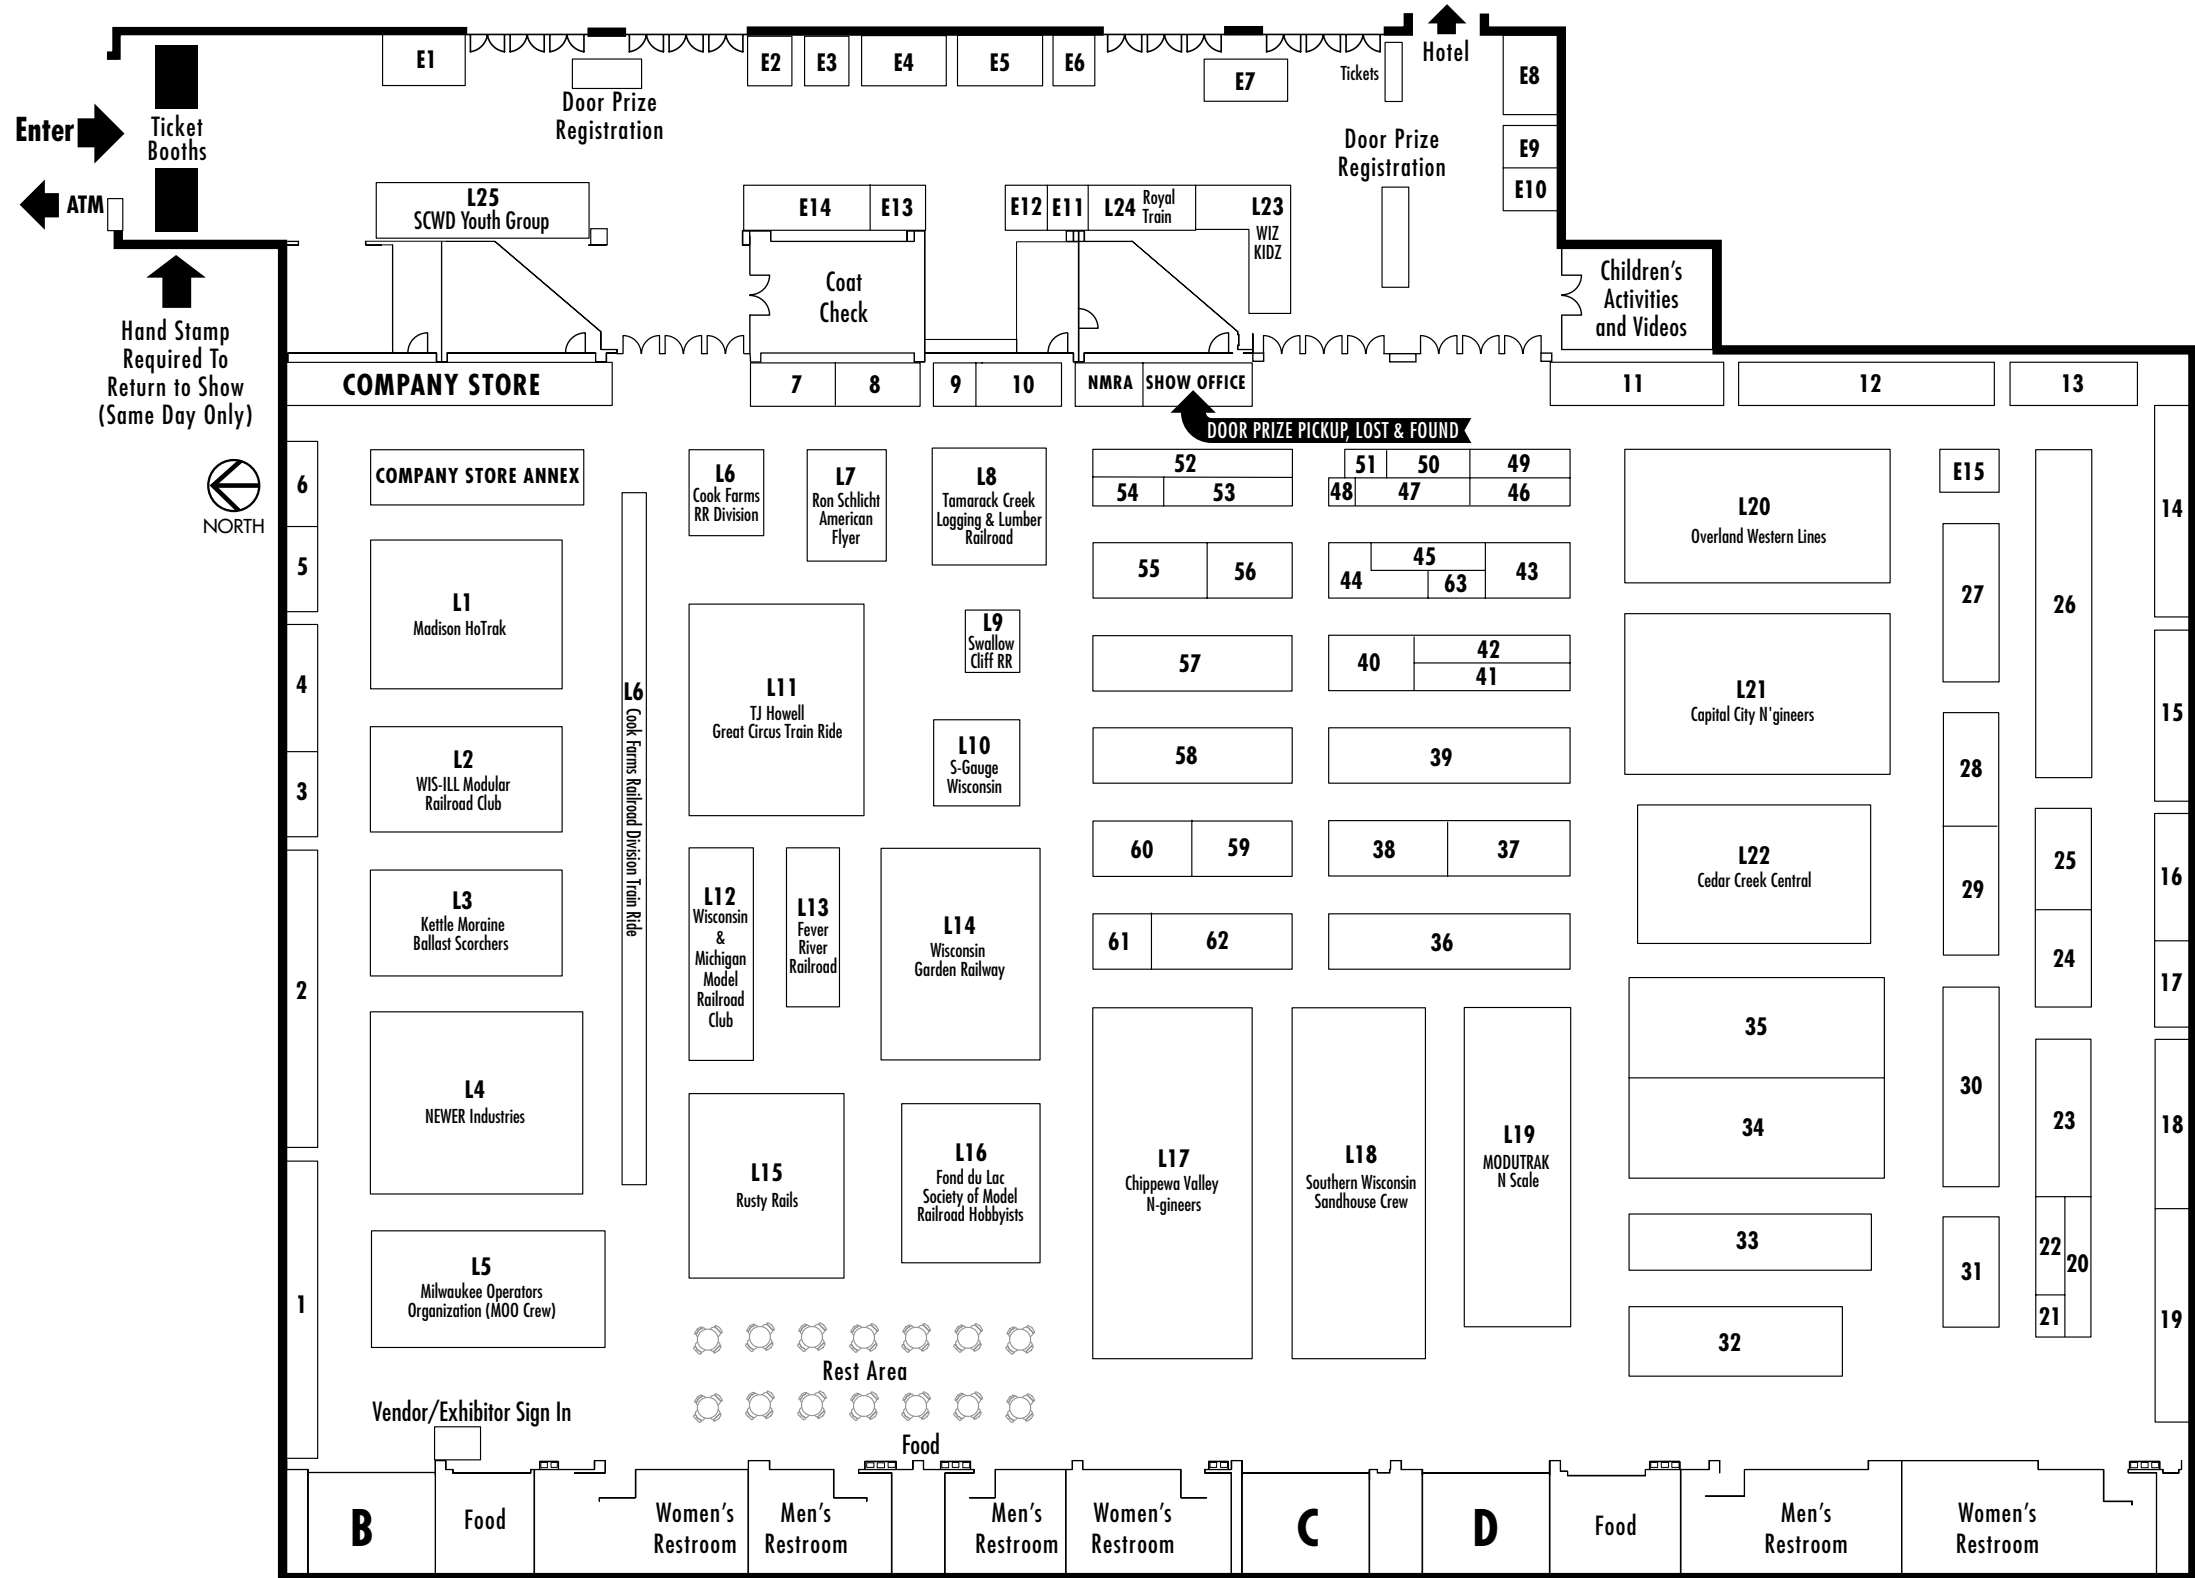 Hotel
E1
E2
E3
E4
E5
E6
E7
Tickets
E8
Door Prize
Registration
Enter
Ticket
Booths
Door Prize
Registration
E9
E10
ATM
L25
SCWD Youth Group
E14
E13
E12
E11
L24
Royal
Train
L23
WIZ
KIDZ
Coat
Check
Children's
Activities
and Videos
Hand Stamp
Required To
Return to Show
(Same Day Only)
COMPANY STORE
7
8
9
10
NMRA
SHOW OFFICE
11
12
13
DOOR PRIZE PICKUP, LOST & FOUND
NORTH
6
5
4
3
2
1
COMPANY STORE ANNEX
L1
Madison HoTrak
L2
WIS-ILL Modular
Railroad Club
L3
Kettle Moraine
Ballast Scorchers
L4
NEWER Industries
L5
Milwaukee Operators
Organization (MOO Crew)
L6 Cook Farms Railroad Division Train Ride
L6
Cook Farms
RR Division
L7
Ron Schlicht
American
Flyer
L8
Tamarack Creek
Logging & Lumber
Railroad
L9
Swallow
Cliff RR
L10
S-Gauge
Wisconsin
L11
TJ Howell
Great Circus Train Ride
L12
Wisconsin
&
Michigan
Model
Railroad
Club
L13
Fever
River
Railroad
L14
Wisconsin
Garden Railway
L15
Rusty Rails
L16
Fond du Lac
Society of Model
Railroad Hobbyists
52
54
53
55
56
57
58
60
59
61
62
51
50
49
48
47
46
45
44
63
43
40
42
41
39
38
37
36
L17
Chippewa Valley
N-gineers
L18
Southern Wisconsin
Sandhouse Crew
L19
MODUTRAK
N Scale
L20
Overland Western Lines
L21
Capital City N'gineers
L22
Cedar Creek Central
35
34
33
32
E15
27
28
29
30
31
26
25
24
23
22
20
21
14
15
16
17
18
19
Rest Area
Vendor/Exhibitor Sign In
Food
B
Food
Women's
Restroom
Men's
Restroom
Men's
Restroom
Women's
Restroom
C
D
Food
Men's
Restroom
Women's
Restroom